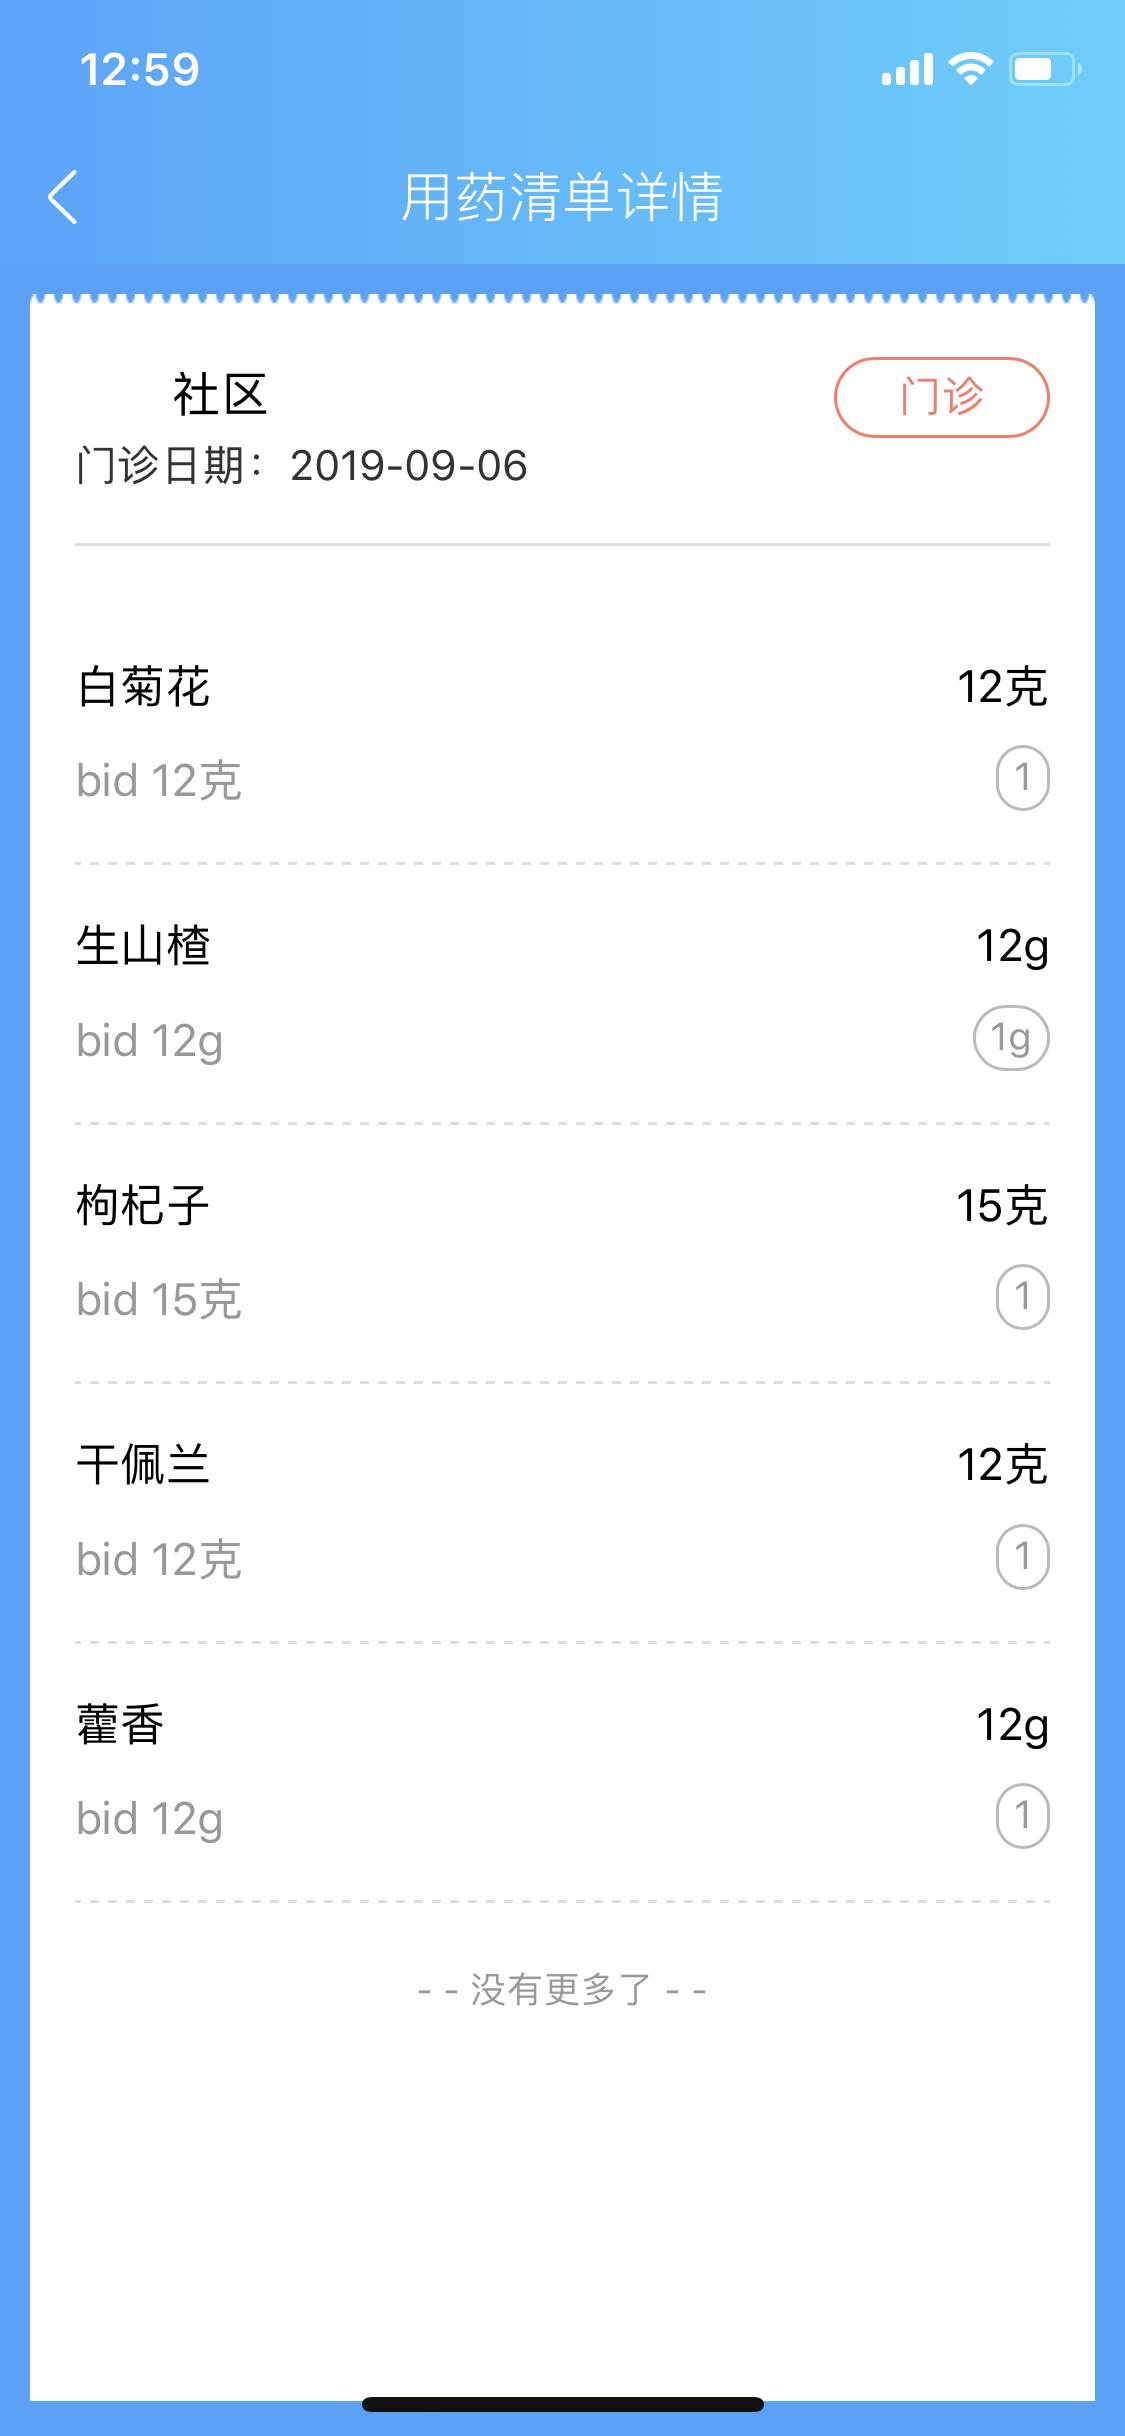 12:59
用药清单详情
社区
门诊
门诊日期：2019-09-06
白菊花 12克
bid 12克 1
生山楂 12g
bid 12g 1g
枸杞子 15克
bid 15克 1
干佩兰 12克
bid 12克 1
藿香 12g
bid 12g 1
- - 没有更多了 - -